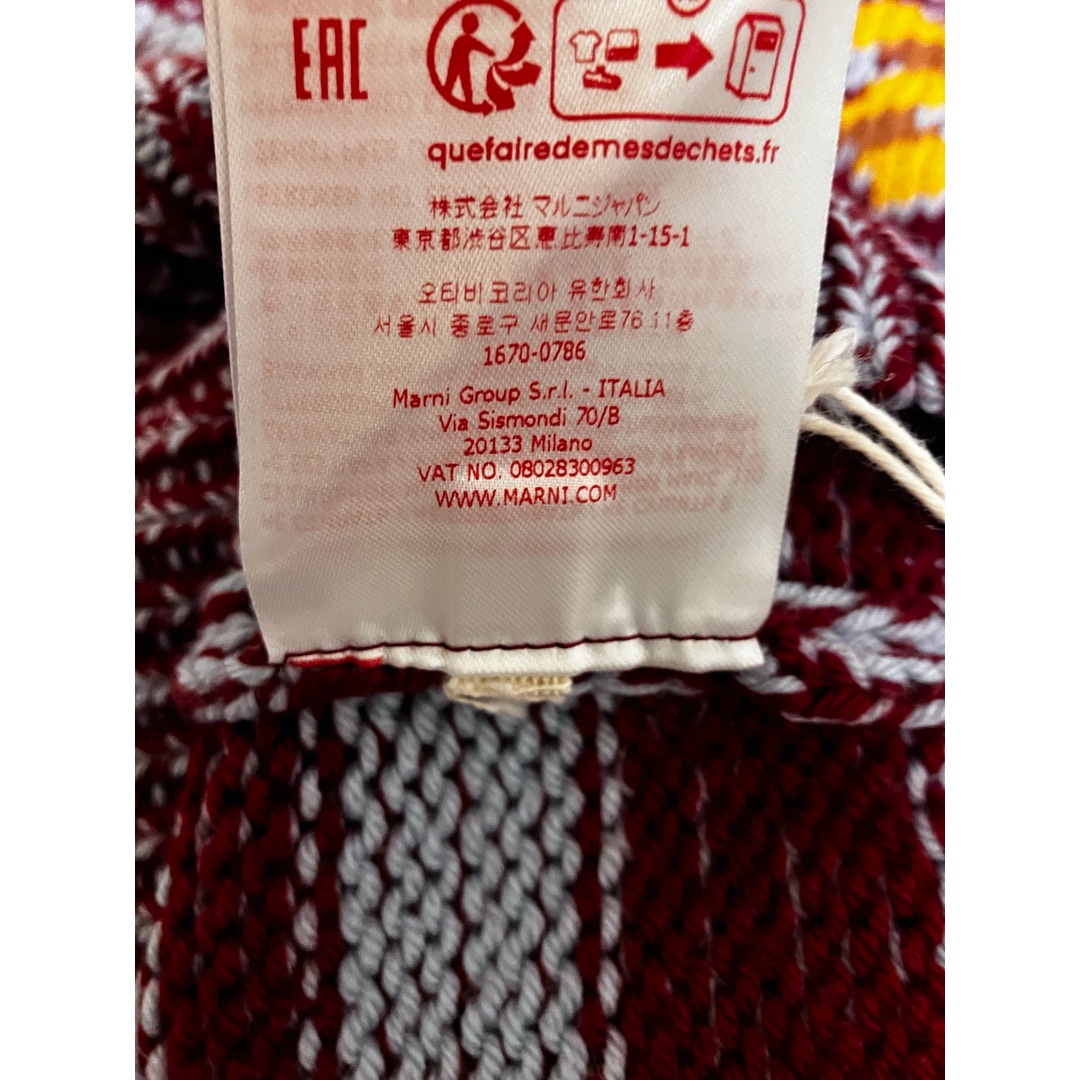 EAC
quefairedemesdechets.fr
株式会社 マルニジャパン
東京都渋谷区恵比寿南1-15-1
오티비코리아 유한회사
서울시 종로구 새문안로76 11층
1670-0786
Marni Group S.r.l. - ITALIA
Via Sismondi 70/B
20133 Milano
VAT NO. 08028300963
WWW.MARNI.COM